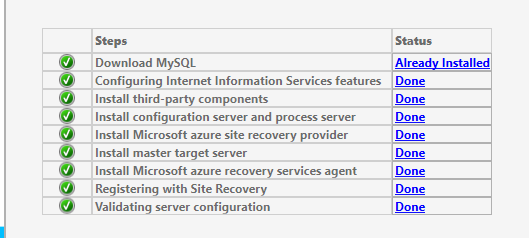 Steps Status
Download MySQL Already Installed
Configuring Internet Information Services features Done
Install third-party components Done
Install configuration server and process server Done
Install Microsoft azure site recovery provider Done
Install master target server Done
Install Microsoft azure recovery services agent Done
Registering with Site Recovery Done
Validating server configuration Done